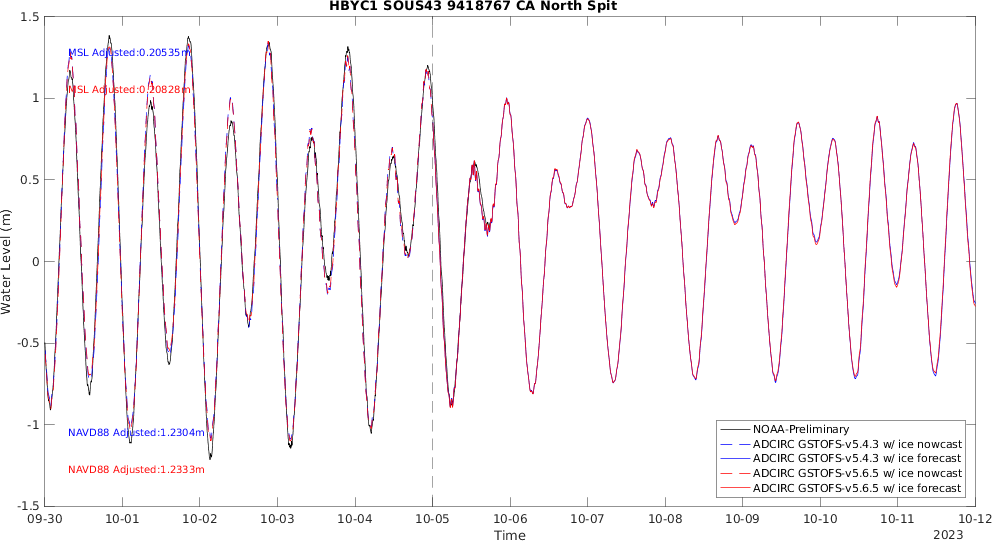 HBYC1 SOUS43 9418767 CA North Spit
1.5
1
0.5
0
-0.5
-1
-1.5
Water Level (m)
MSL Adjusted:0.20535m
MSL Adjusted:0.20828m
NAVD88 Adjusted:1.2304m
NAVD88 Adjusted:1.2333m
NOAA-Preliminary
ADCIRC GSTOFS-v5.4.3 w/ ice nowcast
ADCIRC GSTOFS-v5.4.3 w/ ice forecast
ADCIRC GSTOFS-v5.6.5 w/ ice nowcast
ADCIRC GSTOFS-v5.6.5 w/ ice forecast
09-30 10-01 10-02 10-03 10-04 10-05 10-06 10-07 10-08 10-09 10-10 10-11 10-12
Time
2023